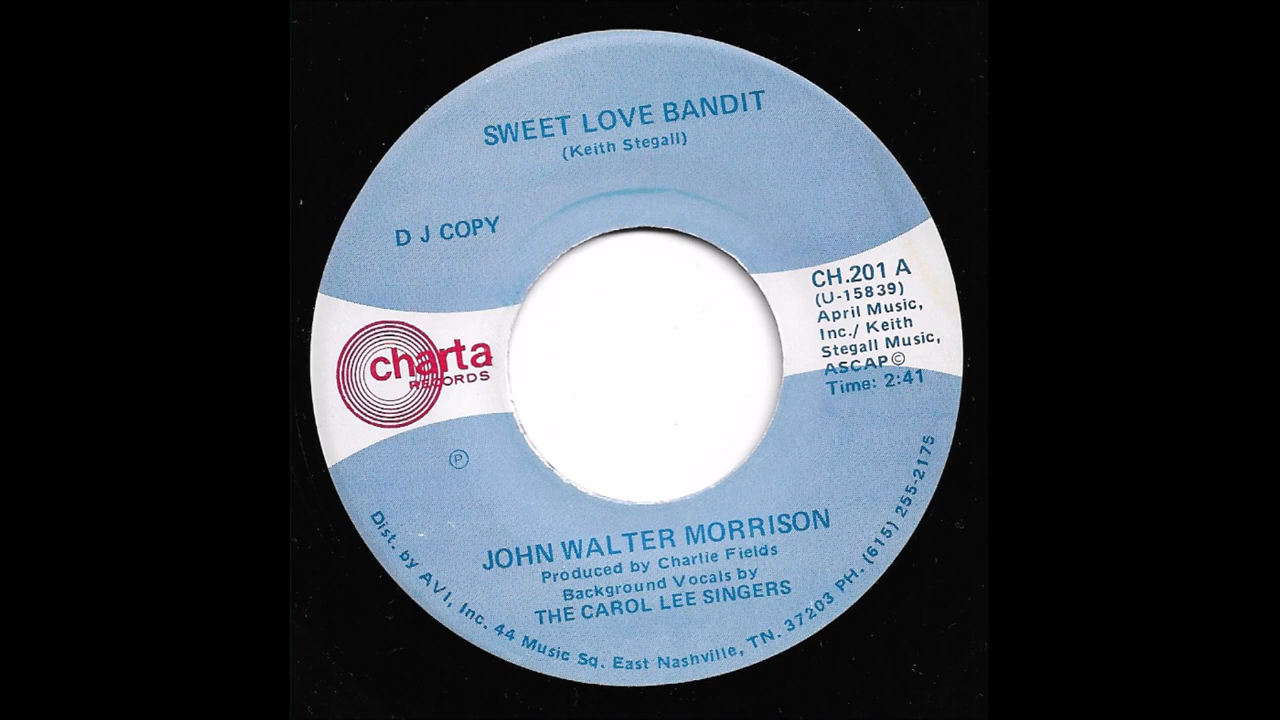 SWEET LOVE BANDIT
(Keith Stegall)
D J COPY
CH.201 A
(U-15839)
April Music,
Inc./ Keith
Stegall Music,
ASCAP©
Time: 2:41
charta
RECORDS
Ⓟ
JOHN WALTER MORRISON
Produced by Charlie Fields
Background Vocals by
THE CAROL LEE SINGERS
Dist. by AVI, Inc. 44 Music Sq. East Nashville, TN. 37203 PH. (615) 255-2175